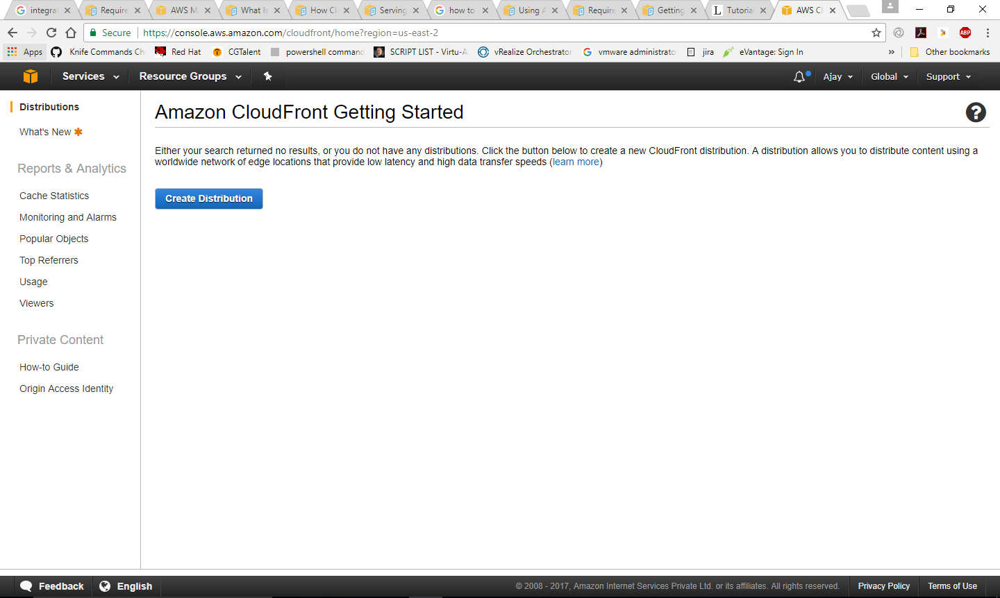 integrat
Require
AWS M
What Is
How Cl
Serving
how to
Using A
Require
Getting
L Tutoria
AWS Cl
Secure
https://console.aws.amazon.com/cloudfront/home?region=us-east-2
ABP
Apps
Knife Commands Ch
Red Hat
CGTalent
powershell command
SCRIPT LIST - Virtu-Al
vRealize Orchestrator
vmware administrato
jira
eVantage: Sign In
»
Other bookmarks
Services
Resource Groups
Ajay
Global
Support
Distributions
What's New
Reports & Analytics
Cache Statistics
Monitoring and Alarms
Popular Objects
Top Referrers
Usage
Viewers
Private Content
How-to Guide
Origin Access Identity
Amazon CloudFront Getting Started
?
Either your search returned no results, or you do not have any distributions. Click the button below to create a new CloudFront distribution. A distribution allows you to distribute content using a
worldwide network of edge locations that provide low latency and high data transfer speeds (learn more)
Create Distribution
Feedback
English
© 2008 - 2017, Amazon Internet Services Private Ltd. or its affiliates. All rights reserved.
Privacy Policy
Terms of Use